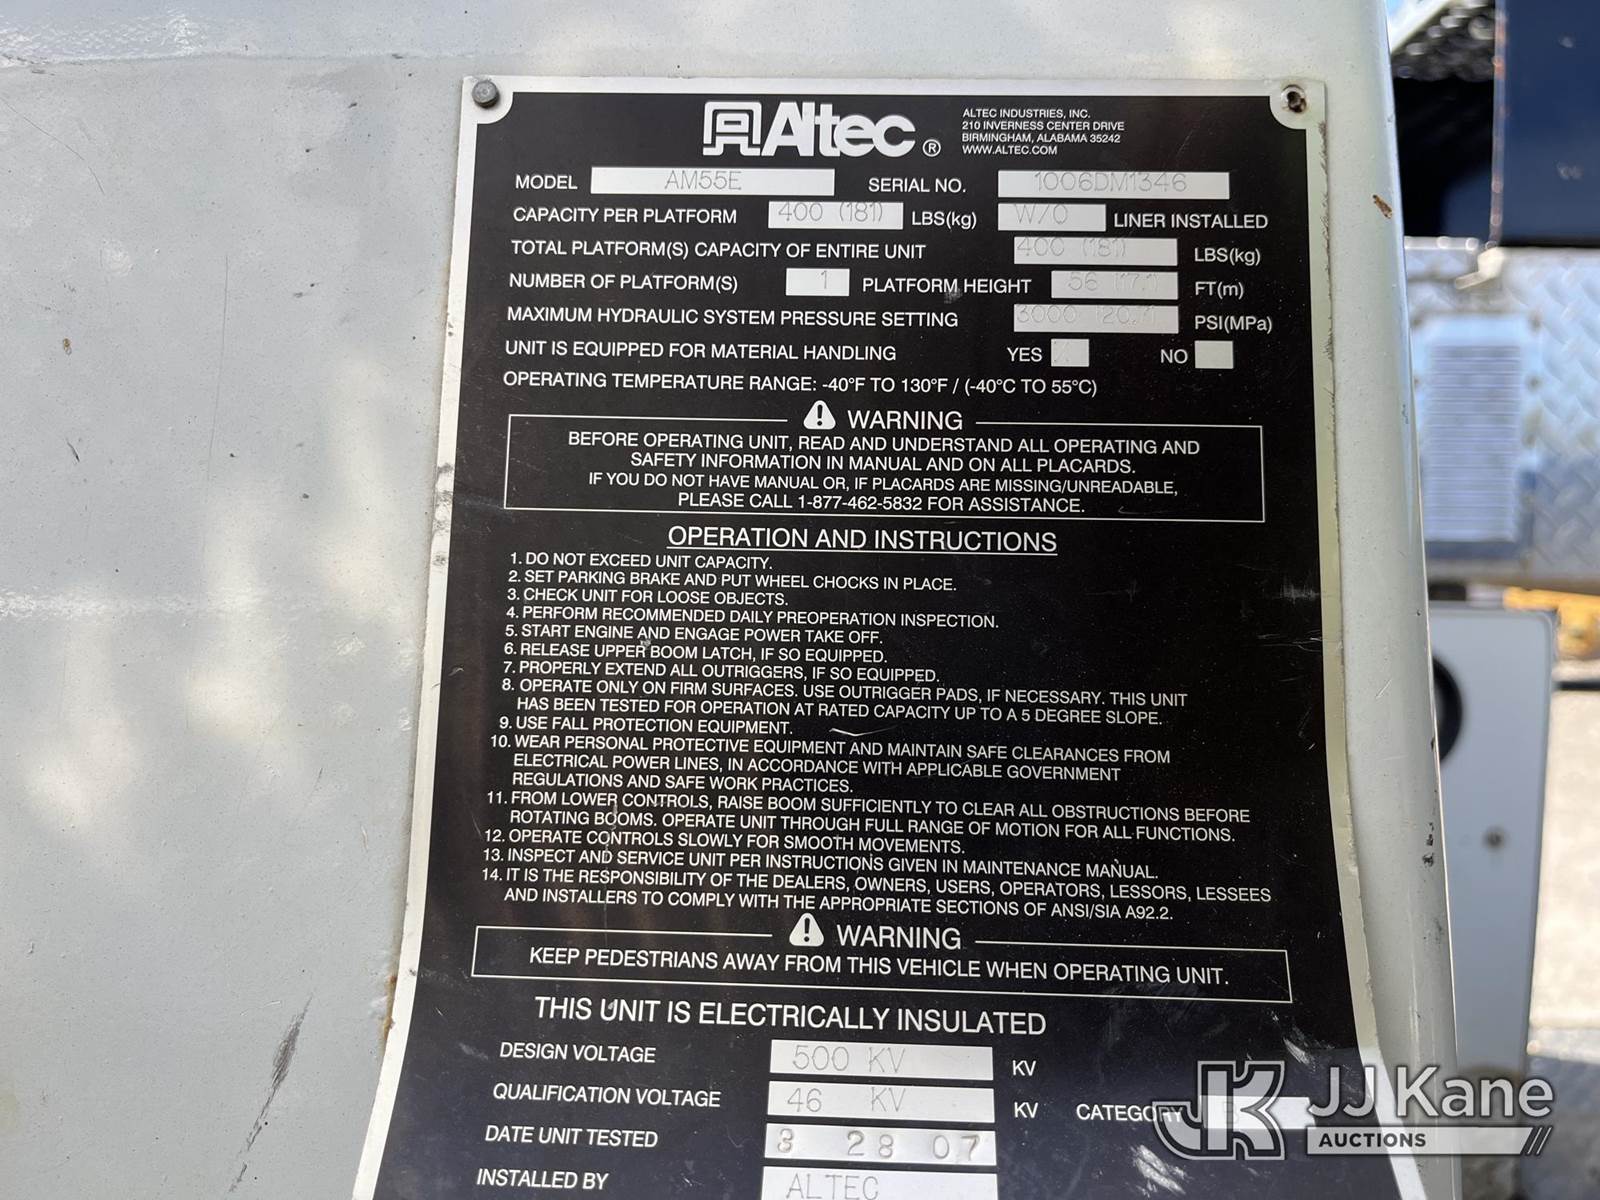 Altec ®
ALTEC INDUSTRIES, INC.
210 INVERNESS CENTER DRIVE
BIRMINGHAM, ALABAMA 35242
WWW.ALTEC.COM
MODEL AM55E SERIAL NO. 1006DM1346
CAPACITY PER PLATFORM 400 (181) LBS(kg) W/O LINER INSTALLED
TOTAL PLATFORM(S) CAPACITY OF ENTIRE UNIT 400 (181) LBS(kg)
NUMBER OF PLATFORM(S) 1 PLATFORM HEIGHT 56 (17.1) FT(m)
MAXIMUM HYDRAULIC SYSTEM PRESSURE SETTING 3000 (20.7) PSI(MPa)
UNIT IS EQUIPPED FOR MATERIAL HANDLING YES NO
OPERATING TEMPERATURE RANGE: -40°F TO 130°F / (-40°C TO 55°C)
WARNING
BEFORE OPERATING UNIT, READ AND UNDERSTAND ALL OPERATING AND
SAFETY INFORMATION IN MANUAL AND ON ALL PLACARDS.
IF YOU DO NOT HAVE MANUAL OR, IF PLACARDS ARE MISSING/UNREADABLE,
PLEASE CALL 1-877-462-5832 FOR ASSISTANCE.
OPERATION AND INSTRUCTIONS
1. DO NOT EXCEED UNIT CAPACITY.
2. SET PARKING BRAKE AND PUT WHEEL CHOCKS IN PLACE.
3. CHECK UNIT FOR LOOSE OBJECTS.
4. PERFORM RECOMMENDED DAILY PREOPERATION INSPECTION.
5. START ENGINE AND ENGAGE POWER TAKE OFF.
6. RELEASE UPPER BOOM LATCH, IF SO EQUIPPED.
7. PROPERLY EXTEND ALL OUTRIGGERS, IF SO EQUIPPED.
8. OPERATE ONLY ON FIRM SURFACES. USE OUTRIGGER PADS, IF NECESSARY. THIS UNIT
HAS BEEN TESTED FOR OPERATION AT RATED CAPACITY UP TO A 5 DEGREE SLOPE.
9. USE FALL PROTECTION EQUIPMENT.
10. WEAR PERSONAL PROTECTIVE EQUIPMENT AND MAINTAIN SAFE CLEARANCES FROM
ELECTRICAL POWER LINES, IN ACCORDANCE WITH APPLICABLE GOVERNMENT
REGULATIONS AND SAFE WORK PRACTICES.
11. FROM LOWER CONTROLS, RAISE BOOM SUFFICIENTLY TO CLEAR ALL OBSTRUCTIONS BEFORE
ROTATING BOOMS. OPERATE UNIT THROUGH FULL RANGE OF MOTION FOR ALL FUNCTIONS.
12. OPERATE CONTROLS SLOWLY FOR SMOOTH MOVEMENTS.
13. INSPECT AND SERVICE UNIT PER INSTRUCTIONS GIVEN IN MAINTENANCE MANUAL.
14. IT IS THE RESPONSIBILITY OF THE DEALERS, OWNERS, USERS, OPERATORS, LESSORS, LESSEES
AND INSTALLERS TO COMPLY WITH THE APPROPRIATE SECTIONS OF ANSI/SIA A92.2.
WARNING
KEEP PEDESTRIANS AWAY FROM THIS VEHICLE WHEN OPERATING UNIT.
THIS UNIT IS ELECTRICALLY INSULATED
DESIGN VOLTAGE 500 KV KV
QUALIFICATION VOLTAGE 46 KV KV CATEGORY
DATE UNIT TESTED 8 28 07
INSTALLED BY ALTEC
JK JJ Kane
AUCTIONS